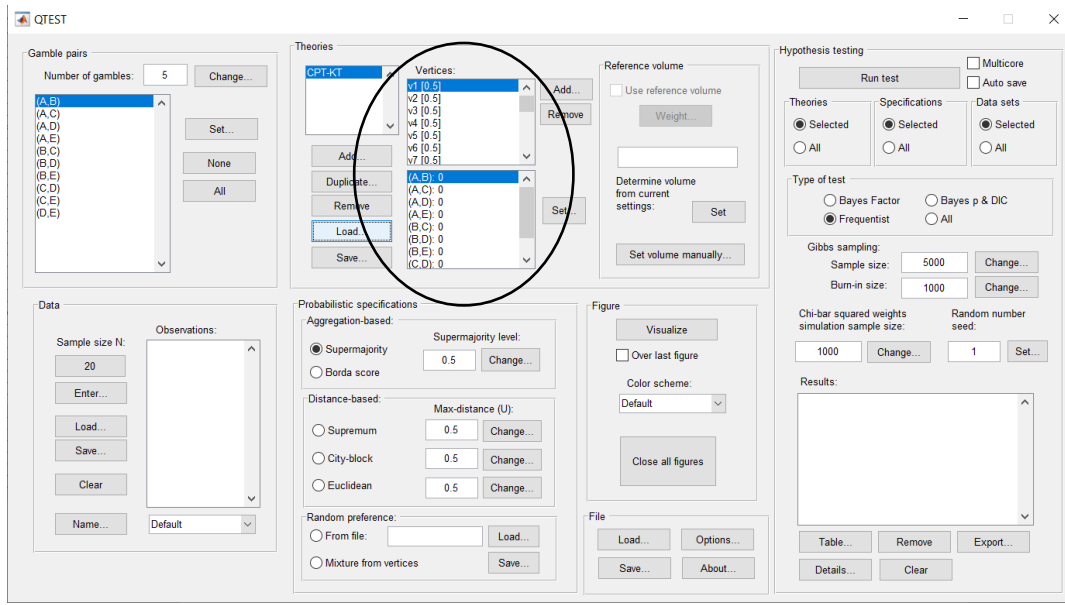 QTEST
Gamble pairs
Number of gambles: 5 Change...
(A,B)
(A,C)
(A,D)
(A,E)
(B,C)
(B,D)
(B,E)
(C,D)
(C,E)
(D,E)
Set...
None
All
Theories
CPT-KT
Add...
Duplicate...
Remove
Load...
Save...
Vertices:
v1 [0.5]
v2 [0.5]
v3 [0.5]
v4 [0.5]
v5 [0.5]
v6 [0.5]
v7 [0.5]
Add...
Remove
(A,B): 0
(A,C): 0
(A,D): 0
(A,E): 0
(B,C): 0
(B,D): 0
(B,E): 0
(C,D): 0
Set...
Reference volume
Use reference volume
Weight...
Determine volume
from current
settings:
Set
Set volume manually...
Hypothesis testing
Run test
Multicore
Auto save
Theories
Selected
All
Specifications
Selected
All
Data sets
Selected
All
Type of test
Bayes Factor
Bayes p & DIC
Frequentist
All
Gibbs sampling:
Sample size: 5000 Change...
Burn-in size: 1000 Change...
Chi-bar squared weights
simulation sample size:
1000 Change...
Random number
seed:
1 Set...
Results:
Table...
Remove
Export...
Details...
Clear
Data
Sample size N:
20
Enter...
Load...
Save...
Clear
Name...
Observations:
Default
Probabilistic specifications
Aggregation-based:
Supermajority
Borda score
Supermajority level:
0.5 Change...
Distance-based:
Max-distance (U):
Supremum 0.5 Change...
City-block 0.5 Change...
Euclidean 0.5 Change...
Random preference:
From file: Load...
Mixture from vertices Save...
Figure
Visualize
Over last figure
Color scheme:
Default
Close all figures
File
Load...
Options...
Save...
About...